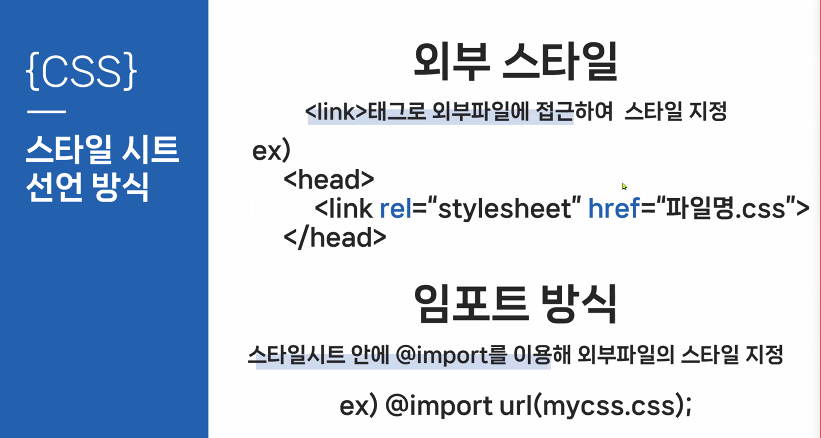 {CSS}
스타일 시트
선언 방식
외부 스타일
<link>태그로 외부파일에 접근하여 스타일 지정
ex)
<head>
<link rel=“stylesheet” href=“파일명.css”>
</head>
임포트 방식
스타일시트 안에 @import를 이용해 외부파일의 스타일 지정
ex) @import url(mycss.css);